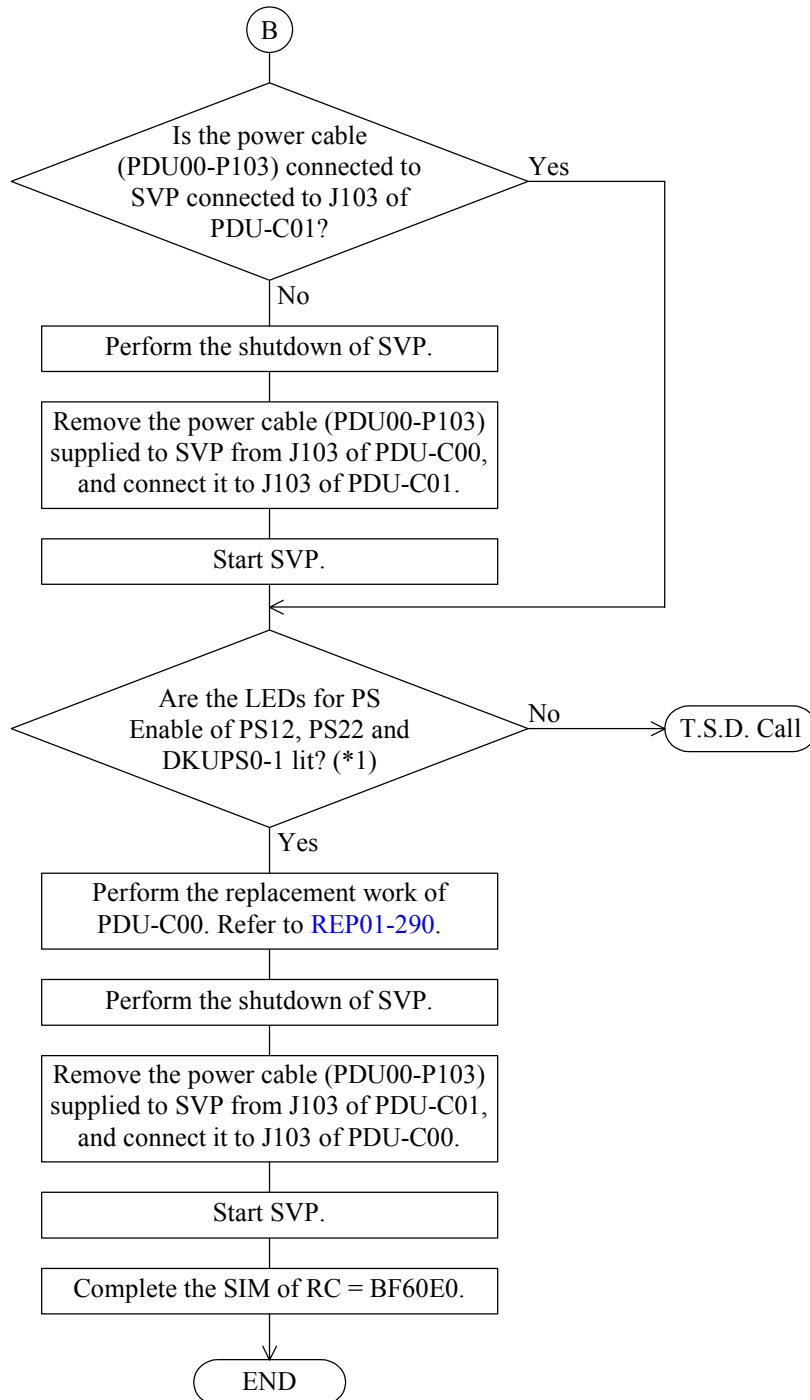 B
Is the power cable
(PDU00-P103) connected to
SVP connected to J103 of
PDU-C01?
Yes
No
Perform the shutdown of SVP.
Remove the power cable (PDU00-P103)
supplied to SVP from J103 of PDU-C00,
and connect it to J103 of PDU-C01.
Start SVP.
Are the LEDs for PS
Enable of PS12, PS22 and
DKUPS0-1 lit? (*1)
No
T.S.D. Call
Yes
Perform the replacement work of
PDU-C00. Refer to REP01-290.
Perform the shutdown of SVP.
Remove the power cable (PDU00-P103)
supplied to SVP from J103 of PDU-C01,
and connect it to J103 of PDU-C00.
Start SVP.
Complete the SIM of RC = BF60E0.
END